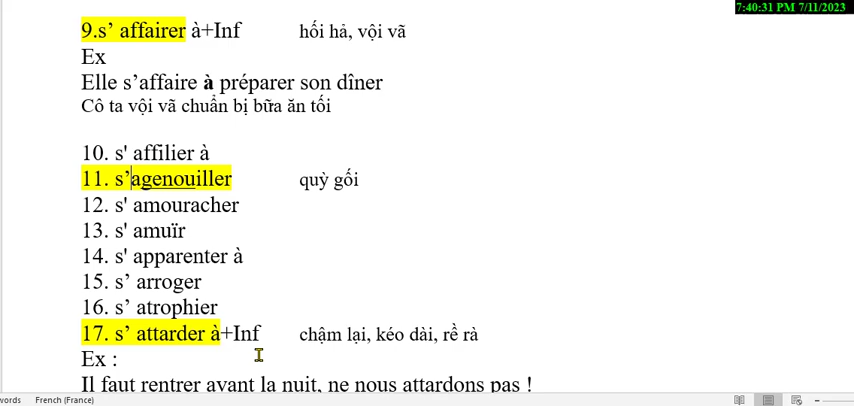 7:40:31 PM 7/11/2023
9.s’ affairer à+Inf hối hả, vội vã
Ex
Elle s’affaire à préparer son dîner
Cô ta vội vã chuẩn bị bữa ăn tối
10. s' affilier à
11. s’agenouiller quỳ gối
12. s' amouracher
13. s' amuïr
14. s' apparenter à
15. s’ arroger
16. s’ atrophier
17. s’ attarder à+Inf chậm lại, kéo dài, rề rà
Ex :
Il faut rentrer avant la nuit, ne nous attardons pas !
words French (France)